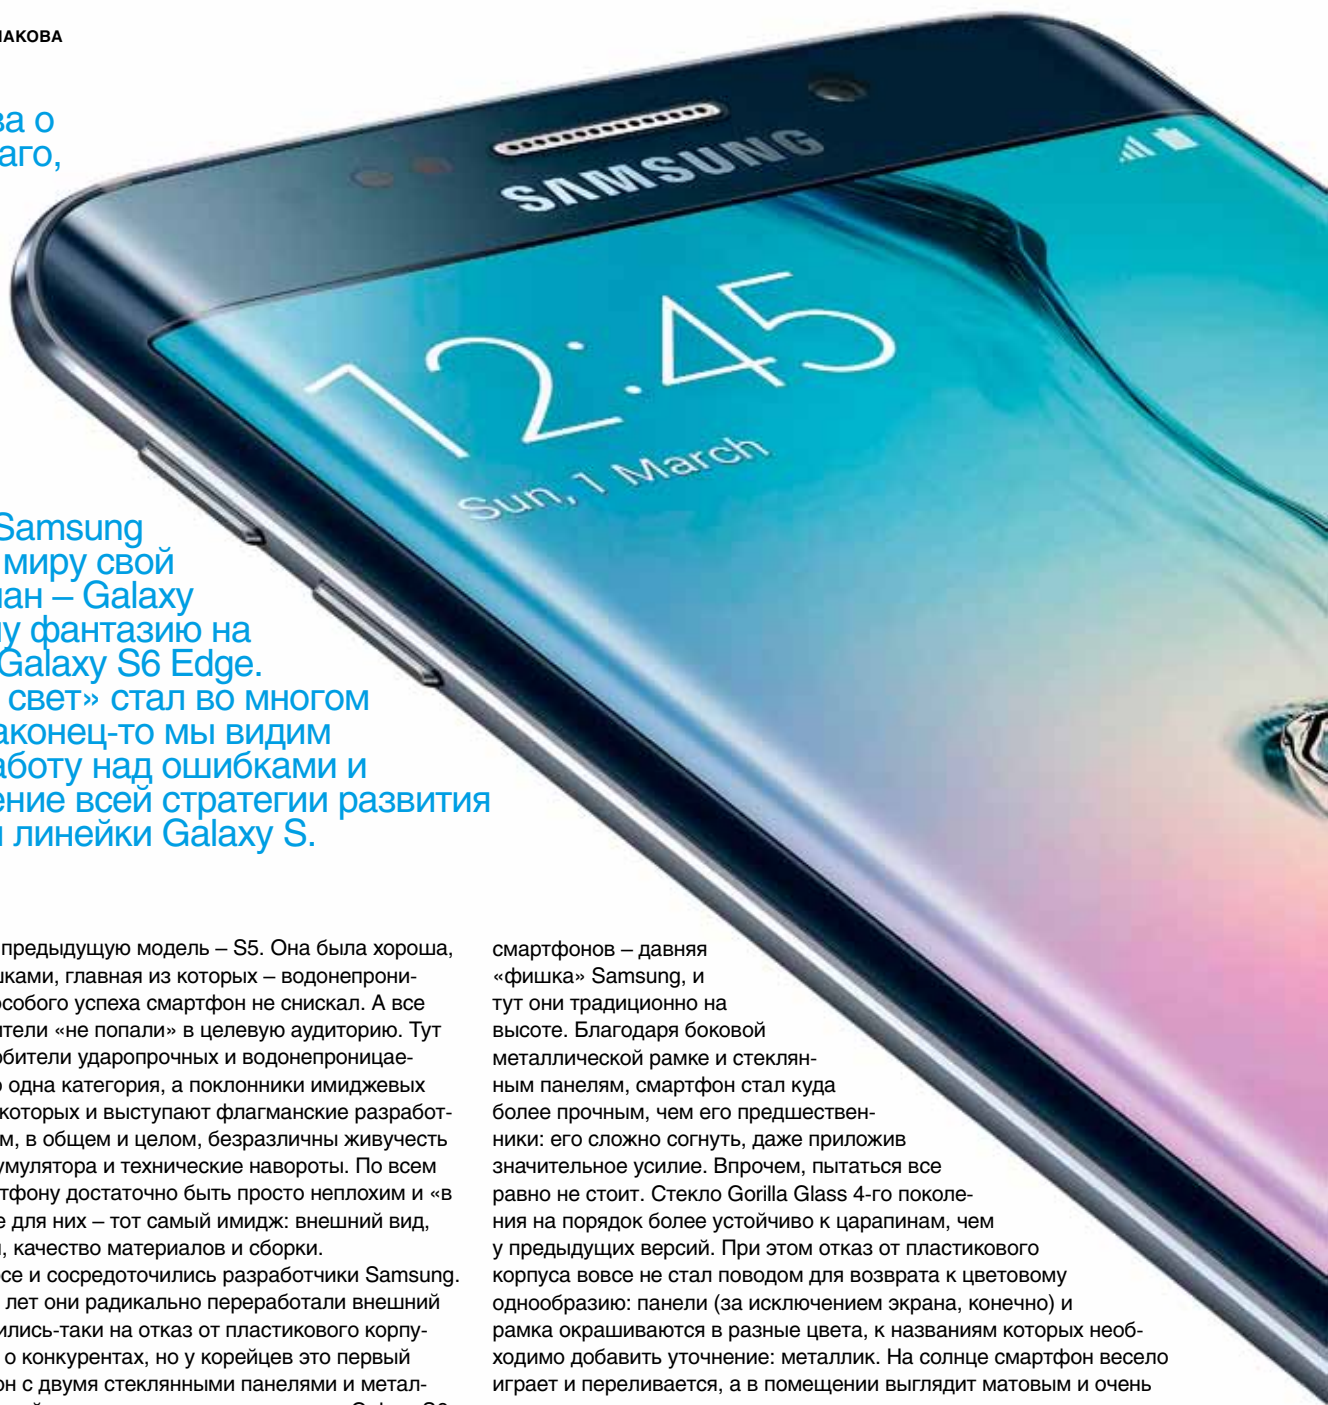 ва о
аго,
SAMSUNG
12:45
Sun, 1 March
Samsung
миру свой
ан – Galaxy
у фантазию на
Galaxy S6 Edge.
свет» стал во многом
аконец-то мы видим
аботу над ошибками и
ение всей стратегии развития
линейки Galaxy S.
предыдущую модель – S5. Она была хороша,
шками, главная из которых – водонепрони-
особого успеха смартфон не снискал. А все
ители «не попали» в целевую аудиторию. Тут
юбители ударопрочных и водонепроницае-
о одна категория, а поклонники имиджевых
которых и выступают флагманские разработ-
м, в общем и целом, безразличны живучесть
умулятора и технические навороты. По всем
ртфону достаточно быть просто неплохим и «в
е для них – тот самый имидж: внешний вид,
, качество материалов и сборки.
се и сосредоточились разработчики Samsung.
лет они радикально переработали внешний
ились-таки на отказ от пластикового корпу-
о конкурентах, но у корейцев это первый
он с двумя стеклянными панелями и метал-
смартфонов – давняя
«фишка» Samsung, и
тут они традиционно на
высоте. Благодаря боковой
металлической рамке и стеклян-
ным панелям, смартфон стал куда
более прочным, чем его предшествен-
ники: его сложно согнуть, даже приложив
значительное усилие. Впрочем, пытаться все
равно не стоит. Стекло Gorilla Glass 4-го поколе-
ния на порядок более устойчиво к царапинам, чем
у предыдущих версий. При этом отказ от пластикового
корпуса вовсе не стал поводом для возврата к цветовому
однообразию: панели (за исключением экрана, конечно) и
рамка окрашиваются в разные цвета, к названиям которых необ-
ходимо добавить уточнение: металлик. На солнце смартфон весело
играет и переливается, а в помещении выглядит матовым и очень